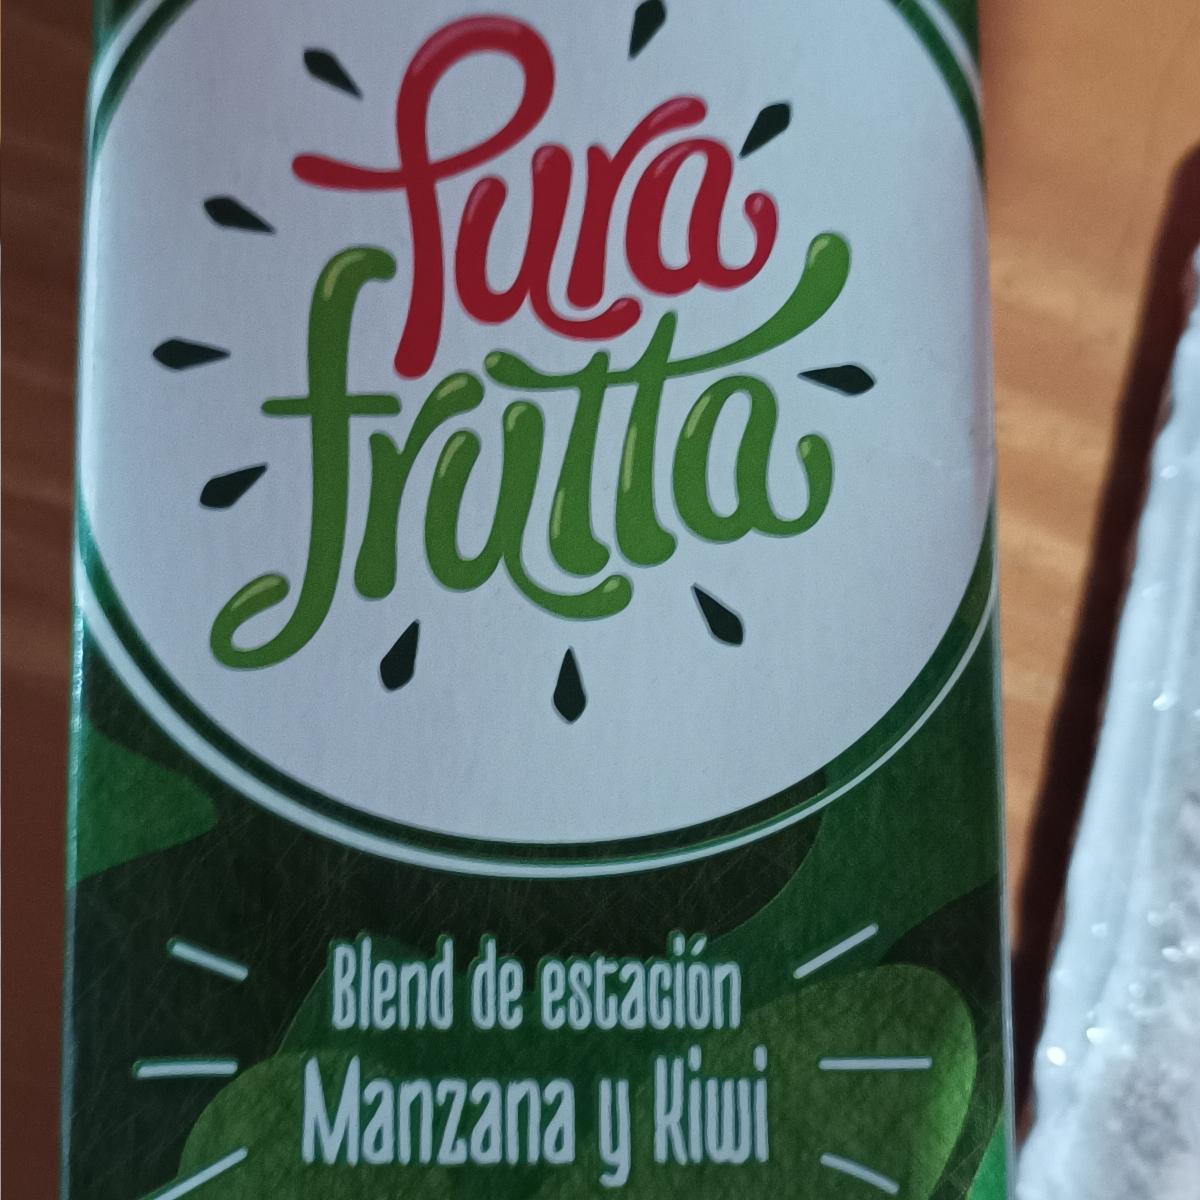 Pura
frutta
Blend de estación
Manzana y Kiwi